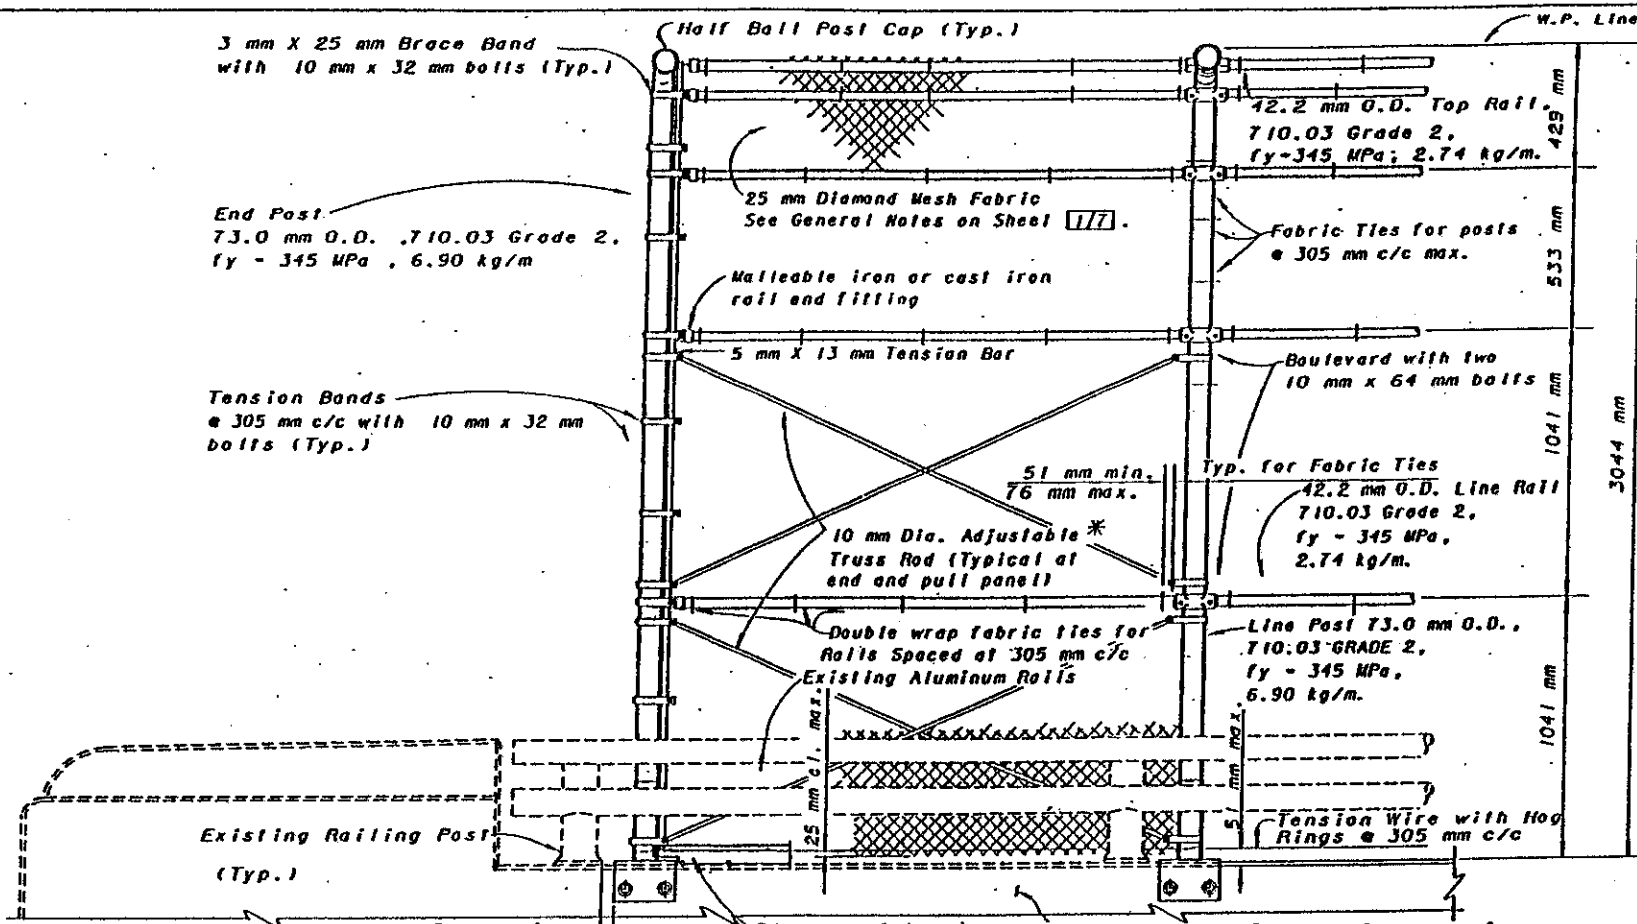 Half Ball Post Cap (Typ.)
W.P. Line
3 mm X 25 mm Brace Band
with 10 mm x 32 mm bolts (Typ.)
42.2 mm O.D. Top Rail.
710.03 Grade 2,
fy-345 MPa; 2.74 kg/m.
429 mm
25 mm Diamond Mesh Fabric
See General Notes on Sheet 1/7.
End Post
73.0 mm O.D. ,710.03 Grade 2,
fy - 345 MPa , 6.90 kg/m
Fabric Ties for posts
@ 305 mm c/c max.
533 mm
Malleable iron or cast iron
rail end fitting
5 mm X 13 mm Tension Bar
Boulevard with two
10 mm x 64 mm bolts
Tension Bands
@ 305 mm c/c with 10 mm x 32 mm
bolts (Typ.)
1041 mm
3044 mm
51 mm min.
76 mm max.
Typ. for Fabric Ties
42.2 mm O.D. Line Rail
710.03 Grade 2,
fy - 345 MPa,
2.74 kg/m.
10 mm Dia. Adjustable *
Truss Rod (Typical at
end and pull panel)
Double wrap fabric ties for
Rails Spaced at 305 mm c/c
Existing Aluminum Rails
Line Post 73.0 mm O.D.,
710.03 GRADE 2,
fy - 345 MPa,
6.90 kg/m.
1041 mm
25 mm cl. max.
5 mm max.
Existing Railing Post
(Typ.)
Tension Wire with Hog
Rings @ 305 mm c/c